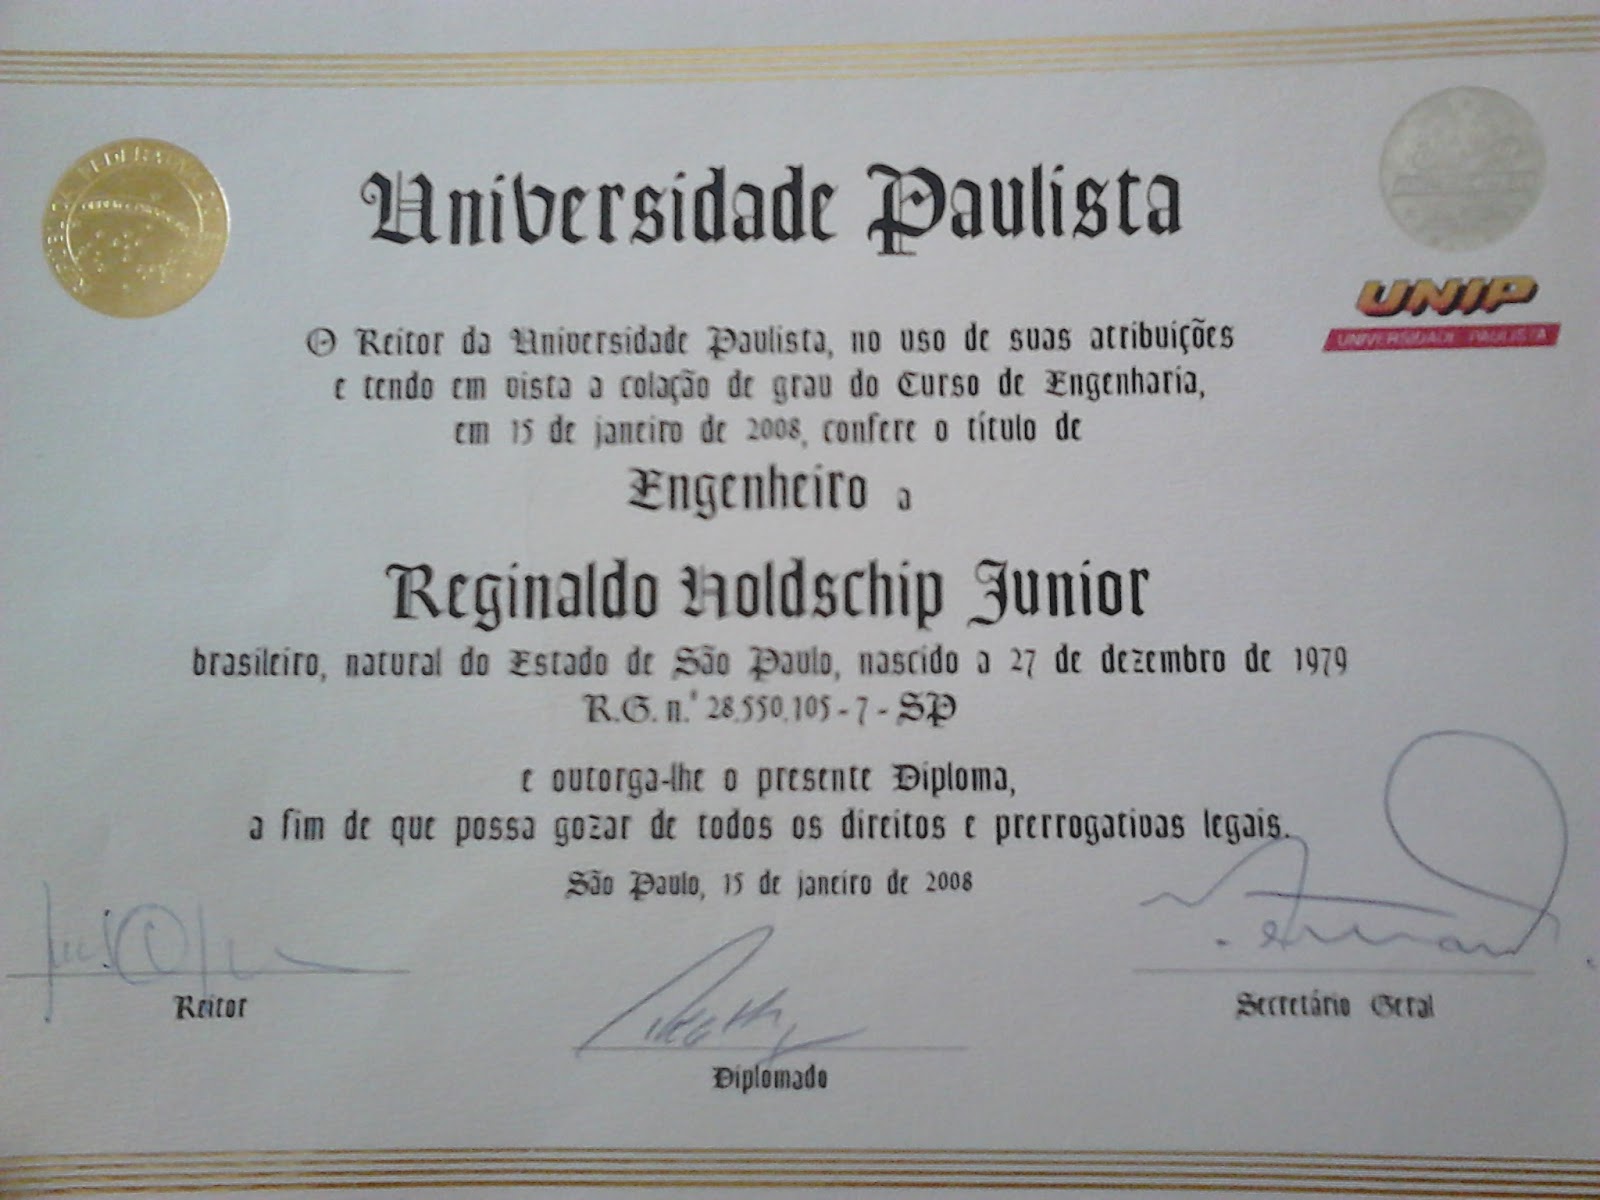 Universidade Paulista
UNIP
UNIVERSIDADE PAULISTA
O Reitor da Universidade Paulista, no uso de suas atribuições
e tendo em vista a colação de grau do Curso de Engenharia,
em 15 de janeiro de 2008, confere o título de
Engenheiro a
Reginaldo Holdschip Junior
brasileiro, natural do Estado de São Paulo, nascido a 27 de dezembro de 1979
R.G. n.º 28.550.105-7-SP
e outorga-lhe o presente Diploma,
a fim de que possa gozar de todos os direitos e prerrogativas legais.
São Paulo, 15 de janeiro de 2008
Reitor
Secretário Geral
Diplomado